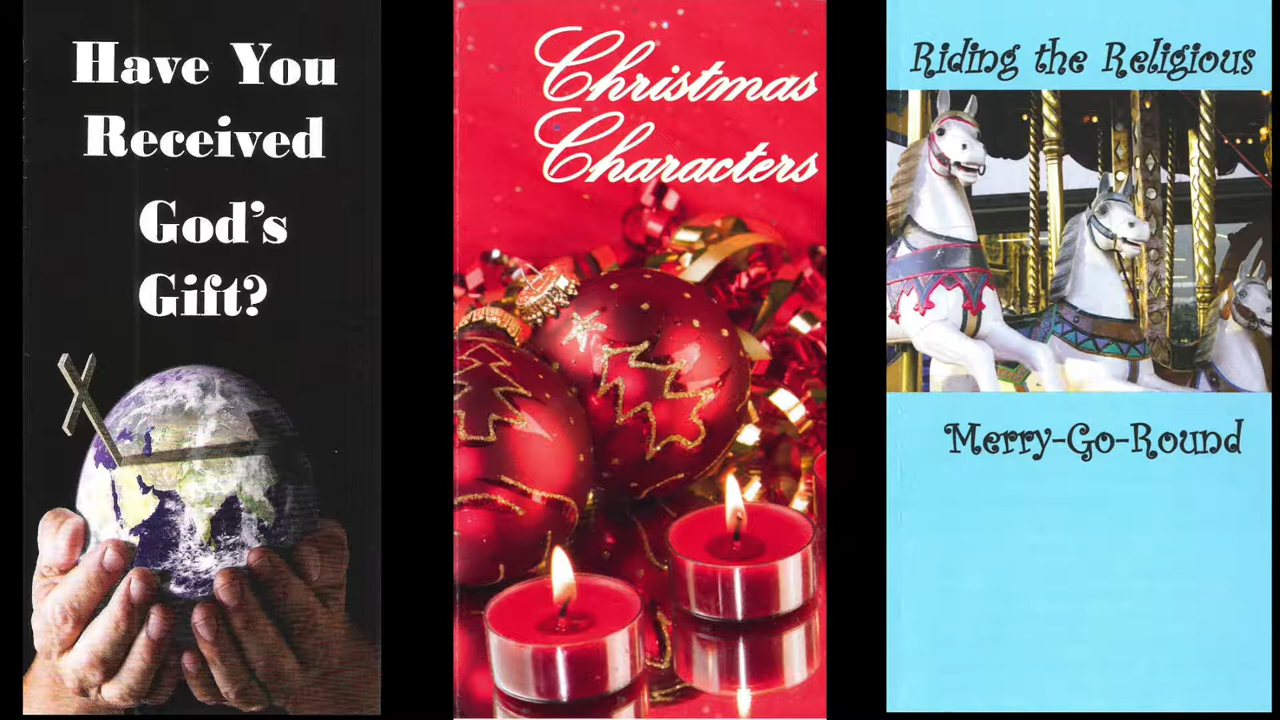 Have You
Received
God's
Gift?
Christmas
Characters
Riding the Religious
Merry-Go-Round